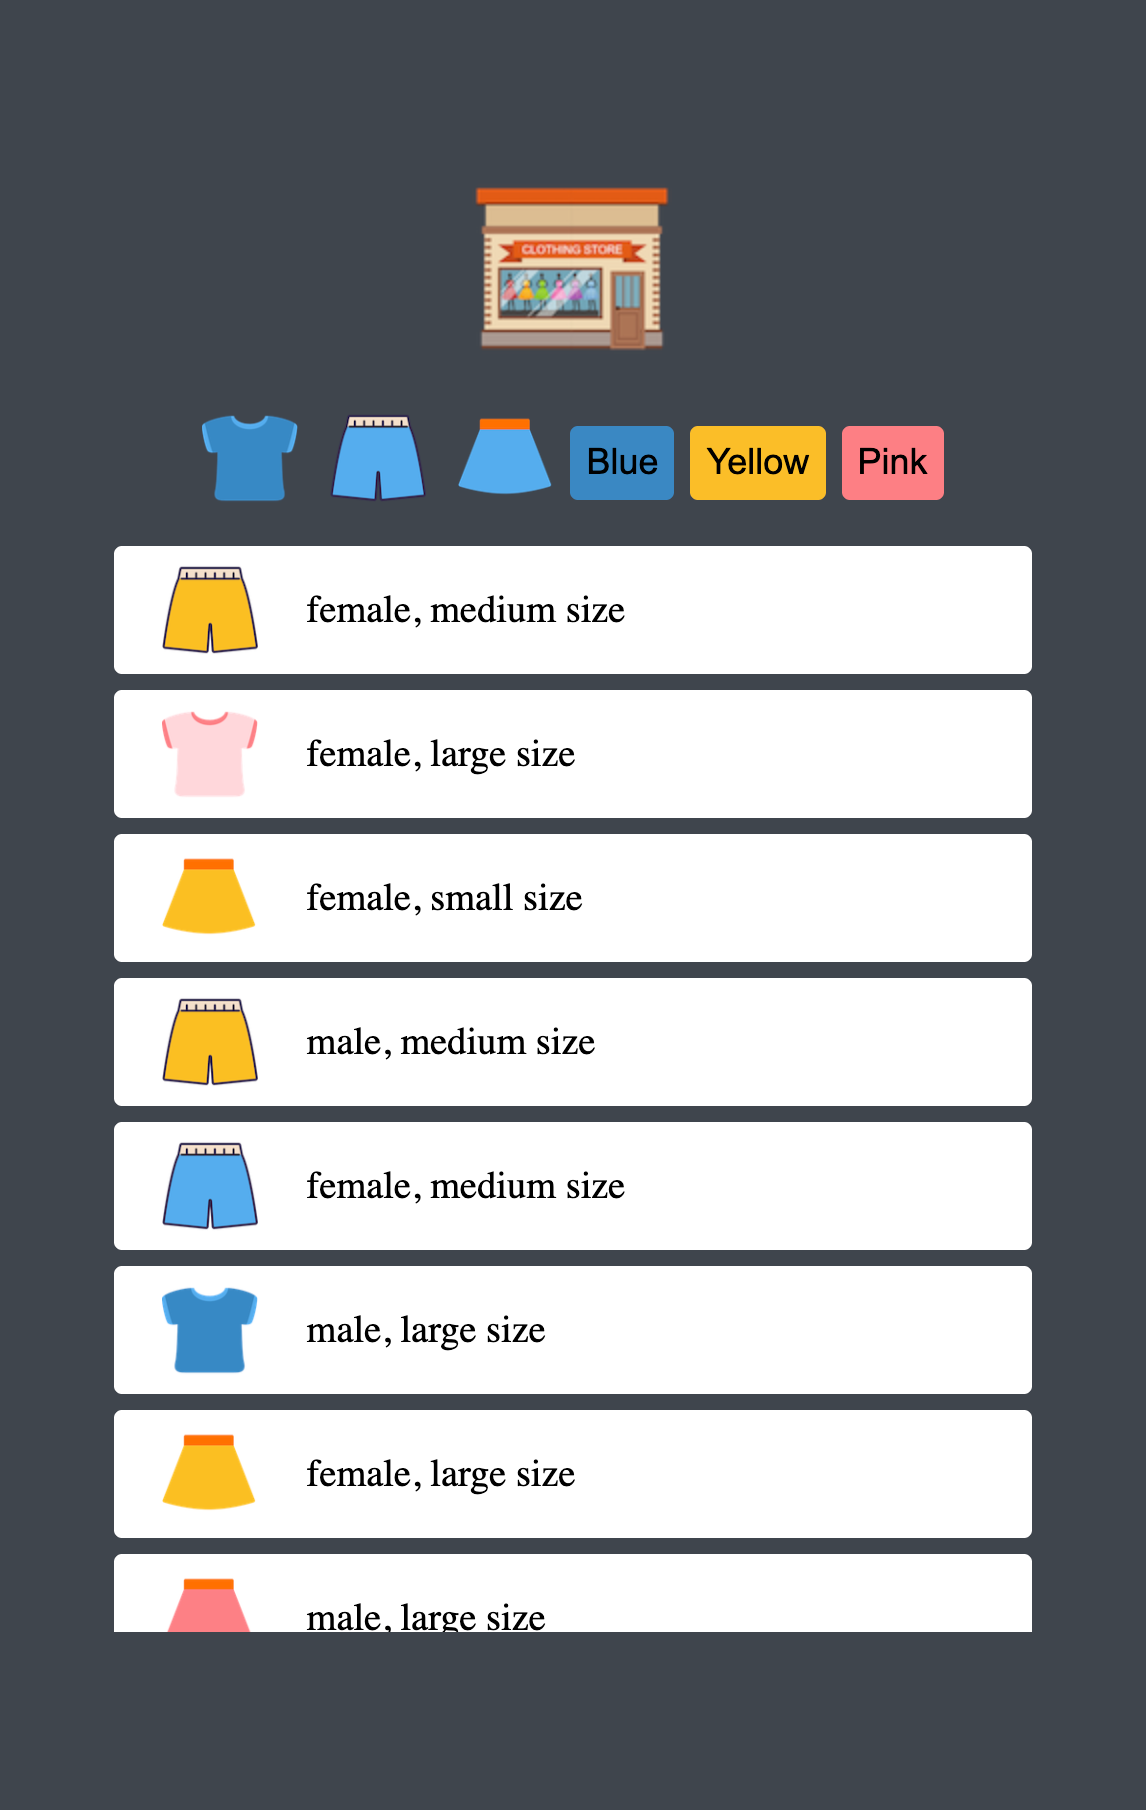 CLOTHING STORE
Blue Yellow Pink
female, medium size
female, large size
female, small size
male, medium size
female, medium size
male, large size
female, large size
male, large size